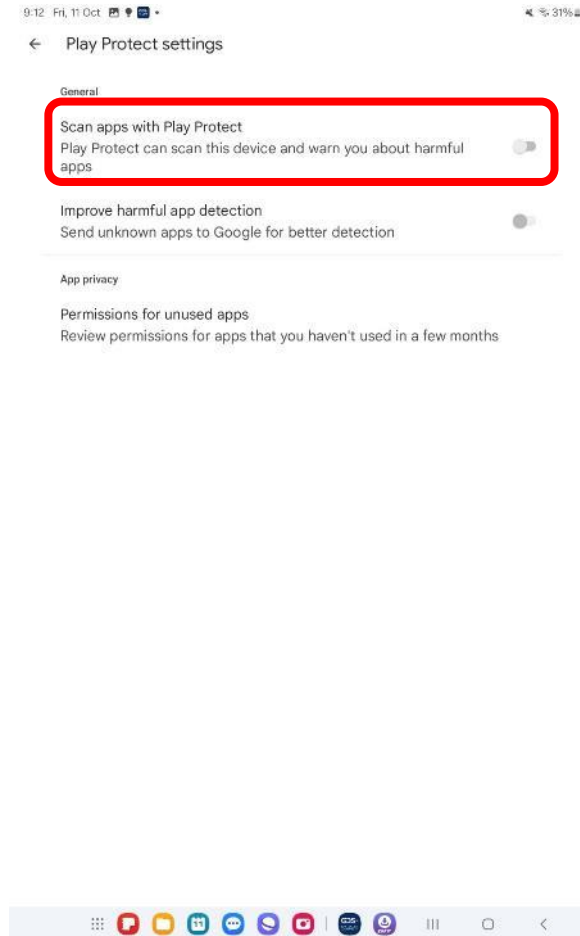 9:12 Fri, 11 Oct 31%
Play Protect settings
General
Scan apps with Play Protect
Play Protect can scan this device and warn you about harmful
apps
Improve harmful app detection
Send unknown apps to Google for better detection
App privacy
Permissions for unused apps
Review permissions for apps that you haven't used in a few months
11
GJS